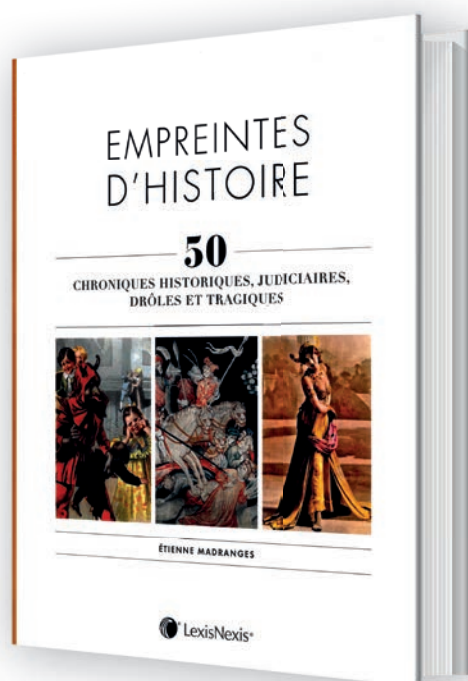 EMPREINTES
D'HISTOIRE
50
CHRONIQUES HISTORIQUES, JUDICIAIRES,
DRÔLES ET TRAGIQUES
ÉTIENNE MADRANGES
LexisNexis®